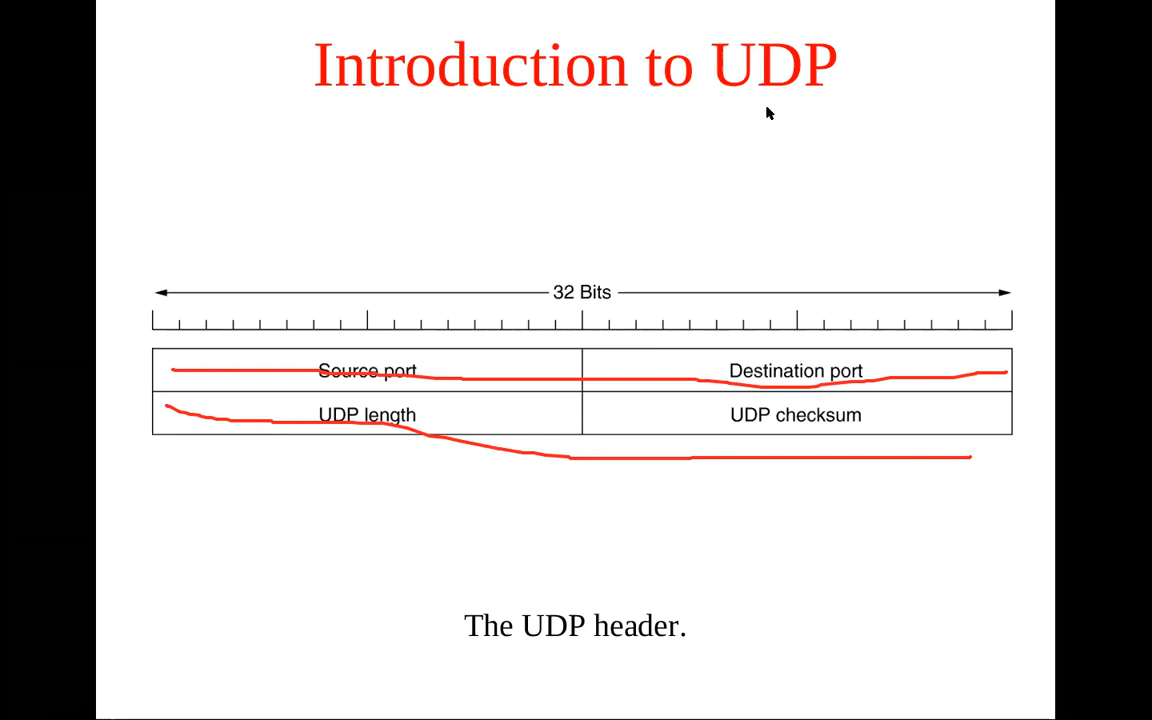 Introduction to UDP
32 Bits
Source port Destination port
UDP length UDP checksum
The UDP header.